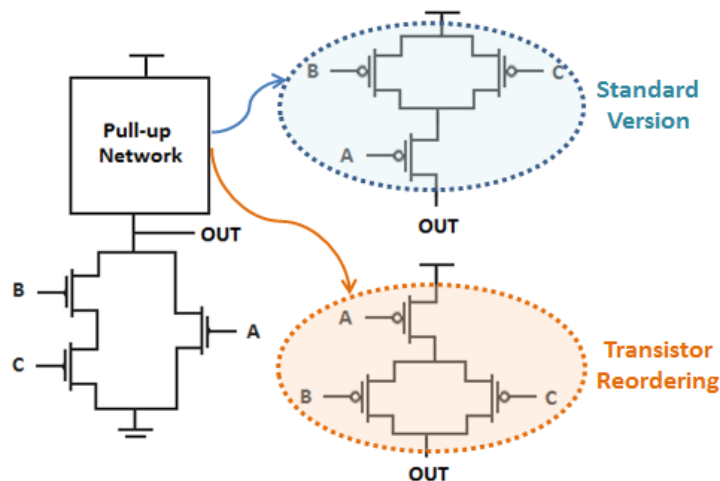 B
C
Standard
Version
A
OUT
Pull-up
Network
OUT
B
A
C
A
B
C
OUT
Transistor
Reordering